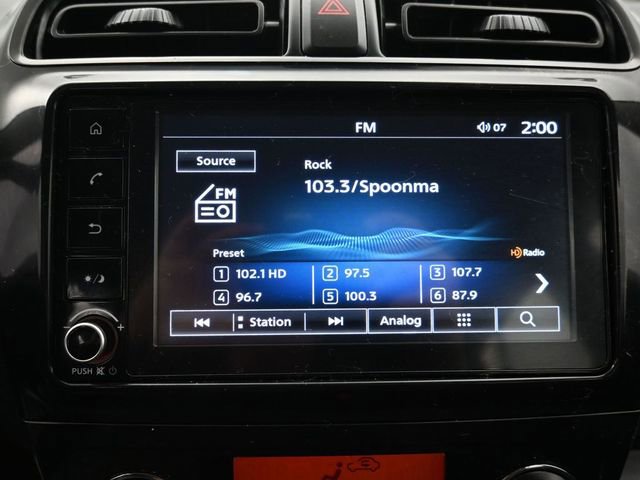 FM 07 2:00
Source
Rock
FM
103.3/Spoonma
Preset HD Radio
1 102.1 HD 2 97.5 3 107.7
4 96.7 5 100.3 6 87.9
Station Analog
PUSH